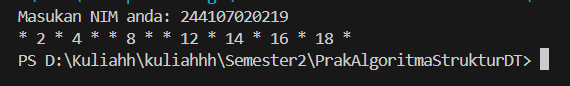 Masukan NIM anda: 244107020219
* 2 * 4 * * 8 * * 12 * 14 * 16 * 18 *
PS D:\Kuliahh\kuliahhh\Semester2\PrakAlgoritmaStrukturDT>